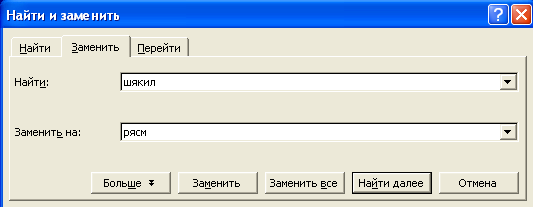 Найти и заменить
Найти Заменить Перейти
Найти: шякил
Заменить на: рясм
Больше Заменить Заменить все Найти далее Отмена